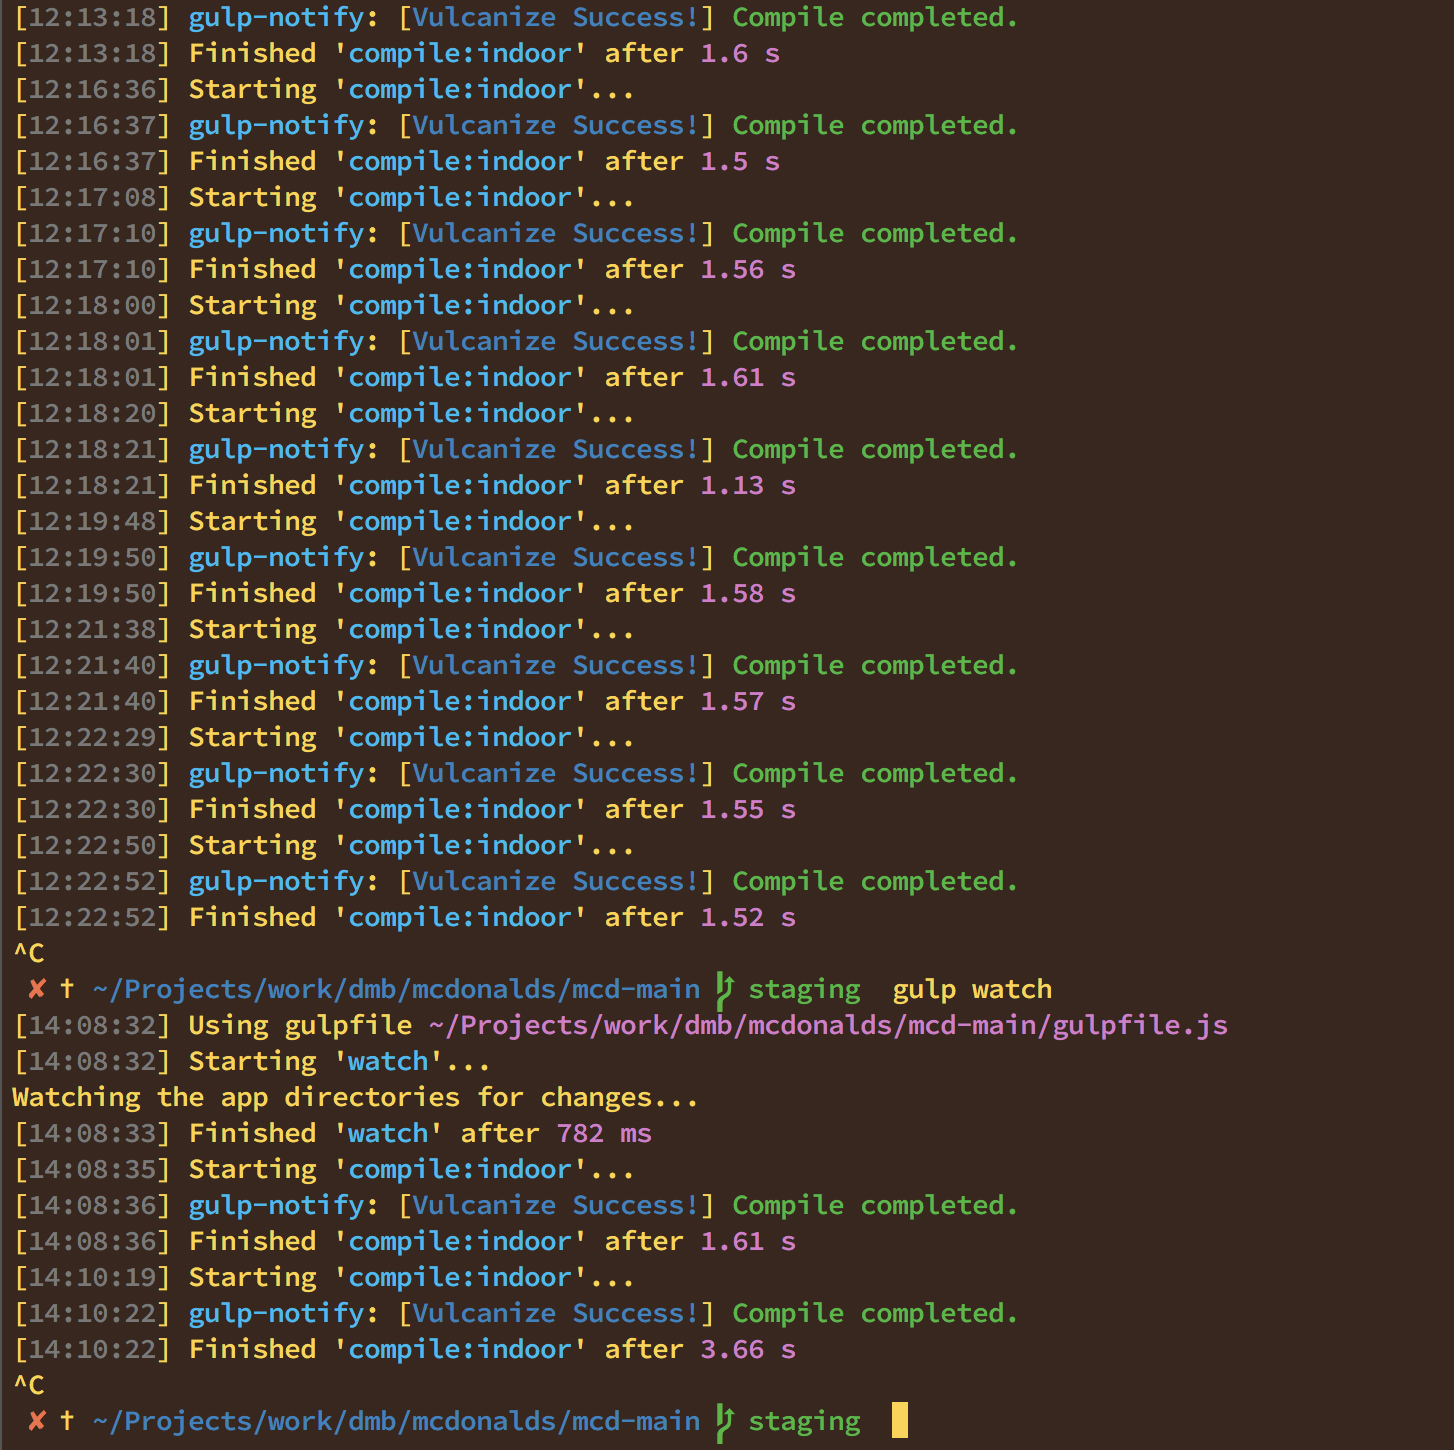 [12:13:18] gulp-notify: [Vulcanize Success!] Compile completed.
[12:13:18] Finished 'compile:indoor' after 1.6 s
[12:16:36] Starting 'compile:indoor'...
[12:16:37] gulp-notify: [Vulcanize Success!] Compile completed.
[12:16:37] Finished 'compile:indoor' after 1.5 s
[12:17:08] Starting 'compile:indoor'...
[12:17:10] gulp-notify: [Vulcanize Success!] Compile completed.
[12:17:10] Finished 'compile:indoor' after 1.56 s
[12:18:00] Starting 'compile:indoor'...
[12:18:01] gulp-notify: [Vulcanize Success!] Compile completed.
[12:18:01] Finished 'compile:indoor' after 1.61 s
[12:18:20] Starting 'compile:indoor'...
[12:18:21] gulp-notify: [Vulcanize Success!] Compile completed.
[12:18:21] Finished 'compile:indoor' after 1.13 s
[12:19:48] Starting 'compile:indoor'...
[12:19:50] gulp-notify: [Vulcanize Success!] Compile completed.
[12:19:50] Finished 'compile:indoor' after 1.58 s
[12:21:38] Starting 'compile:indoor'...
[12:21:40] gulp-notify: [Vulcanize Success!] Compile completed.
[12:21:40] Finished 'compile:indoor' after 1.57 s
[12:22:29] Starting 'compile:indoor'...
[12:22:30] gulp-notify: [Vulcanize Success!] Compile completed.
[12:22:30] Finished 'compile:indoor' after 1.55 s
[12:22:50] Starting 'compile:indoor'...
[12:22:52] gulp-notify: [Vulcanize Success!] Compile completed.
[12:22:52] Finished 'compile:indoor' after 1.52 s
^C
✘ † ~/Projects/work/dmb/mcdonalds/mcd-main staging gulp watch
[14:08:32] Using gulpfile ~/Projects/work/dmb/mcdonalds/mcd-main/gulpfile.js
[14:08:32] Starting 'watch'...
Watching the app directories for changes...
[14:08:33] Finished 'watch' after 782 ms
[14:08:35] Starting 'compile:indoor'...
[14:08:36] gulp-notify: [Vulcanize Success!] Compile completed.
[14:08:36] Finished 'compile:indoor' after 1.61 s
[14:10:19] Starting 'compile:indoor'...
[14:10:22] gulp-notify: [Vulcanize Success!] Compile completed.
[14:10:22] Finished 'compile:indoor' after 3.66 s
^C
✘ † ~/Projects/work/dmb/mcdonalds/mcd-main staging